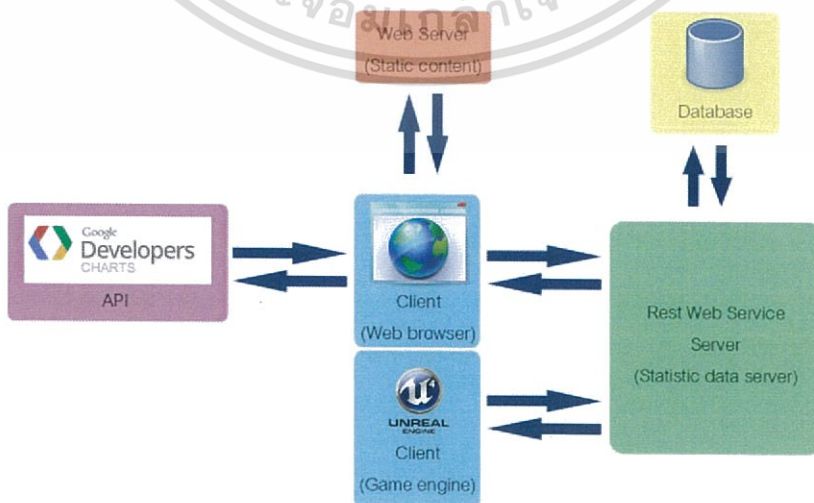 Web Server
(Static content)
Database
Google
Developers
CHARTS
API
Client
(Web browser)
Rest Web Service
Server
(Statistic data server)
UNREAL
ENGINE
Client
(Game engine)